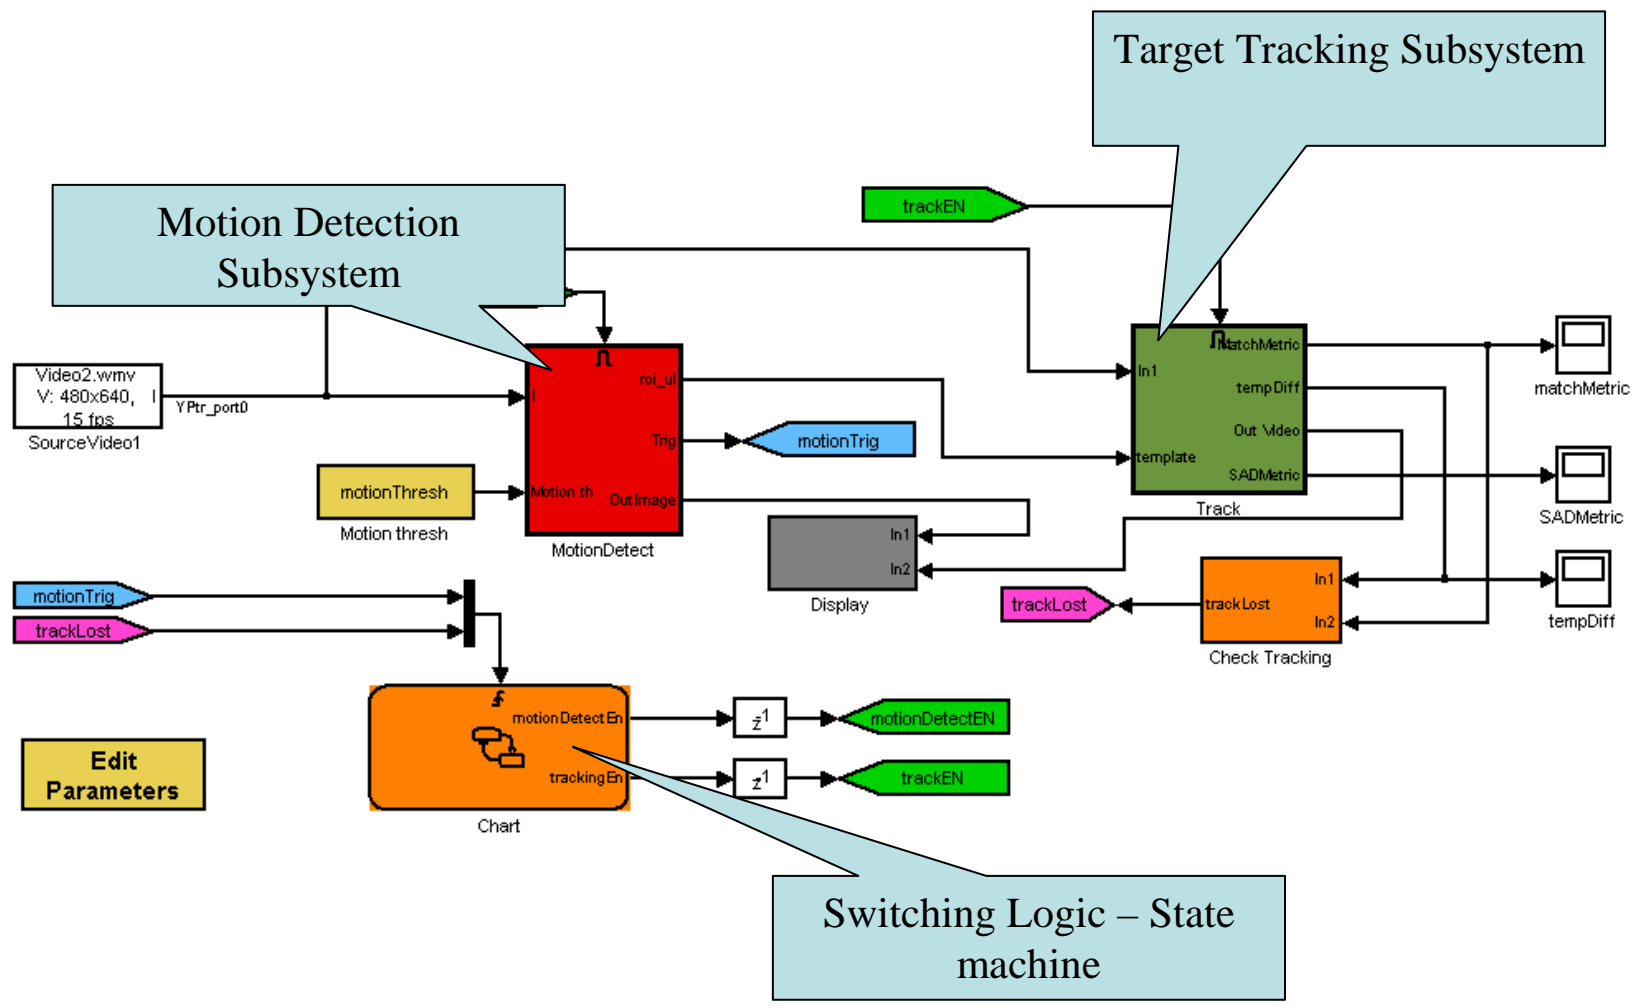 Target Tracking Subsystem
Motion Detection
Subsystem
trackEN
Video2.wmv
V: 480x640,
15 fps
I
YPtr_port0
SourceVideo1
motionThresh
Motion thresh
I
Motion th
roi_ul
Trig
OutImage
MotionDetect
motionTrig
In1
template
MatchMetric
tempDiff
Out Video
SADMetric
Track
matchMetric
SADMetric
tempDiff
In1
In2
Display
trackLost
trackLost
In1
In2
Check Tracking
motionTrig
trackLost
motionDetectEn
trackingEn
Chart
z-1
z-1
motionDetectEN
trackEN
Edit
Parameters
Switching Logic – State
machine